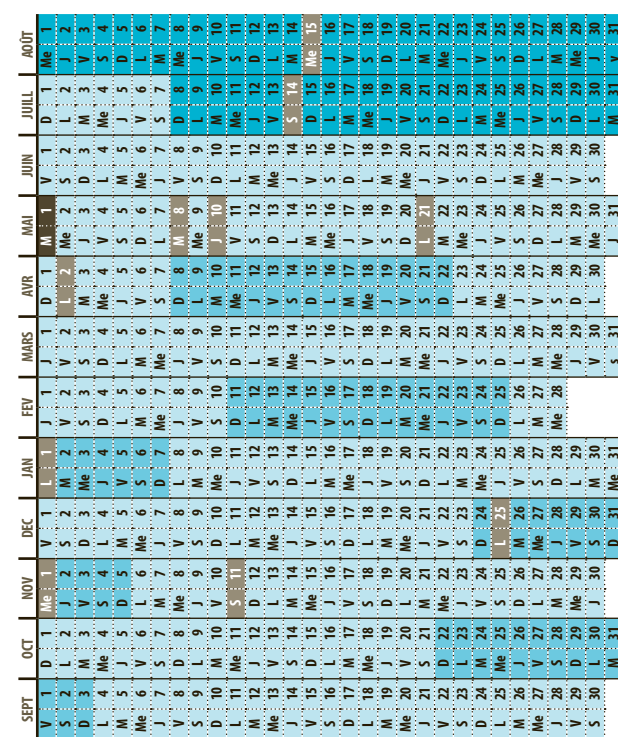 SEPT OCT NOV DEC JAN FEV MARS AVR MAI JUIN JUILL AOÛT
V 1 D 1 Me 1 V 1 L 1 J 1 J 1 D 1 M 1 V 1 D 1 Me 1
S 2 L 2 J 2 S 2 M 2 V 2 V 2 L 2 Me 2 S 2 L 2 J 2
D 3 M 3 V 3 D 3 Me 3 S 3 S 3 M 3 J 3 D 3 M 3 V 3
L 4 Me 4 S 4 L 4 J 4 D 4 D 4 Me 4 V 4 L 4 Me 4 S 4
M 5 J 5 D 5 M 5 V 5 L 5 L 5 J 5 S 5 M 5 J 5 D 5
Me 6 V 6 L 6 Me 6 S 6 M 6 M 6 V 6 D 6 Me 6 V 6 L 6
J 7 S 7 M 7 J 7 D 7 Me 7 Me 7 S 7 L 7 J 7 S 7 M 7
V 8 D 8 Me 8 V 8 L 8 J 8 J 8 D 8 M 8 V 8 D 8 Me 8
S 9 L 9 J 9 S 9 M 9 V 9 V 9 L 9 Me 9 S 9 L 9 J 9
D 10 M 10 V 10 D 10 Me 10 S 10 S 10 M 10 J 10 D 10 M 10 V 10
L 11 Me 11 S 11 L 11 J 11 D 11 D 11 Me 11 V 11 L 11 Me 11 S 11
M 12 J 12 D 12 M 12 V 12 L 12 L 12 J 12 S 12 M 12 J 12 D 12
Me 13 V 13 L 13 Me 13 S 13 M 13 M 13 V 13 D 13 Me 13 V 13 L 13
J 14 S 14 M 14 J 14 D 14 Me 14 Me 14 S 14 L 14 J 14 S 14 M 14
V 15 D 15 Me 15 V 15 L 15 J 15 J 15 D 15 M 15 V 15 D 15 Me 15
S 16 L 16 J 16 S 16 M 16 V 16 V 16 L 16 Me 16 S 16 L 16 J 16
D 17 M 17 V 17 D 17 Me 17 S 17 S 17 M 17 J 17 D 17 M 17 V 17
L 18 Me 18 S 18 L 18 J 18 D 18 D 18 Me 18 V 18 L 18 Me 18 S 18
M 19 J 19 D 19 M 19 V 19 L 19 L 19 J 19 S 19 M 19 J 19 D 19
Me 20 V 20 L 20 Me 20 S 20 M 20 M 20 V 20 D 20 Me 20 V 20 L 20
J 21 S 21 M 21 J 21 D 21 Me 21 Me 21 S 21 L 21 J 21 S 21 M 21
V 22 D 22 Me 22 V 22 L 22 J 22 J 22 D 22 M 22 V 22 D 22 Me 22
S 23 L 23 J 23 S 23 M 23 V 23 V 23 L 23 Me 23 S 23 L 23 J 23
D 24 M 24 V 24 D 24 Me 24 S 24 S 24 M 24 J 24 D 24 M 24 V 24
L 25 Me 25 S 25 L 25 J 25 D 25 D 25 Me 25 V 25 L 25 Me 25 S 25
M 26 J 26 D 26 M 26 V 26 L 26 L 26 J 26 S 26 M 26 J 26 D 26
Me 27 V 27 L 27 Me 27 S 27 M 27 M 27 V 27 D 27 Me 27 V 27 L 27
J 28 S 28 M 28 J 28 D 28 Me 28 Me 28 S 28 L 28 J 28 S 28 M 28
V 29 D 29 Me 29 V 29 L 29 J 29 D 29 M 29 V 29 D 29 Me 29
S 30 L 30 J 30 S 30 M 30 V 30 L 30 Me 30 S 30 L 30 J 30
M 31 D 31 Me 31 S 31 J 31 M 31 V 31